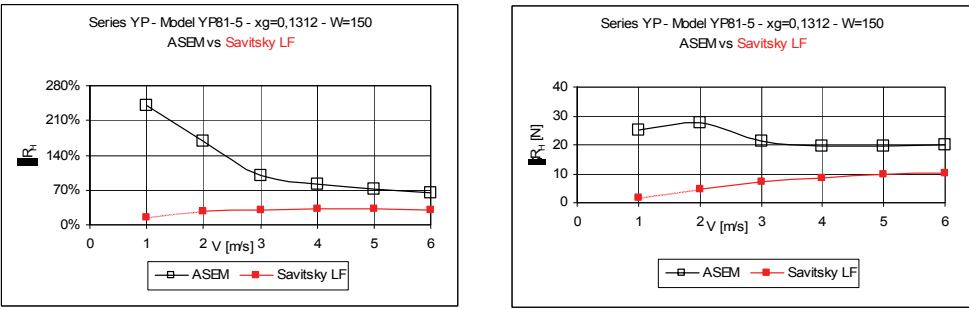 Series YP - Model YP81-5 - xg=0,1312 - W=150
ASEM vs Savitsky LF
280%
210%
140%
70%
0%
R_H
0 1 2 3 4 5 6
V [m/s]
ASEM Savitsky LF
Series YP - Model YP81-5 - xg=0,1312 - W=150
ASEM vs Savitsky LF
40
30
20
10
0
R_H [N]
0 1 2 3 4 5 6
V [m/s]
ASEM Savitsky LF